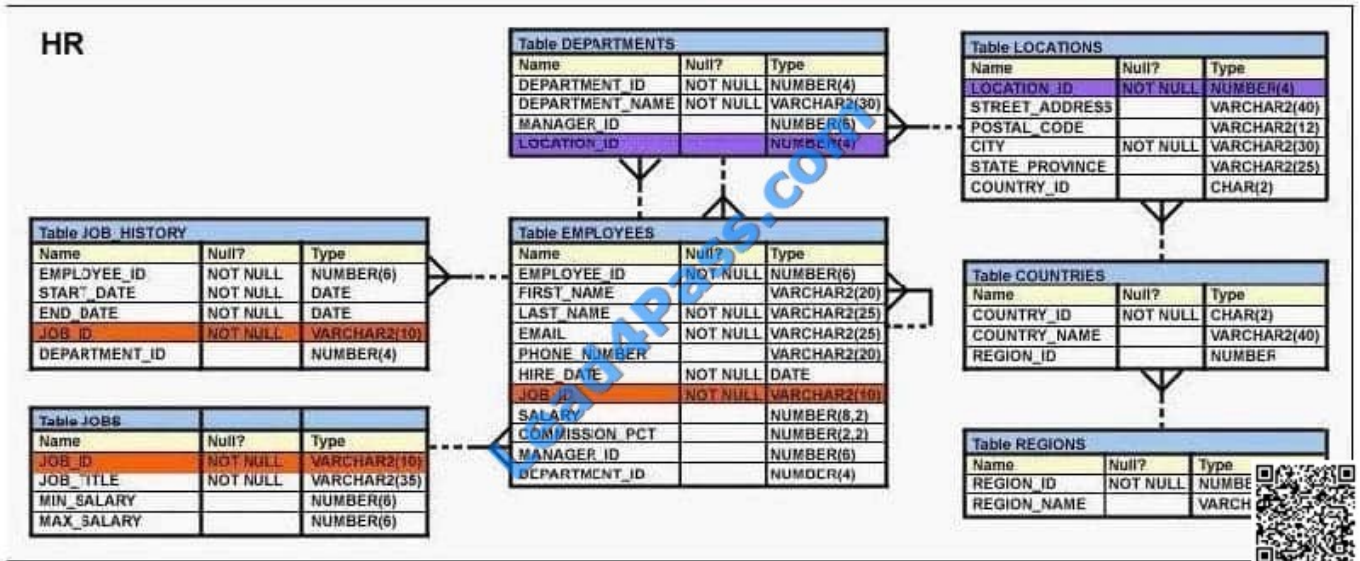 HR
Table DEPARTMENTS
Name Null? Type
DEPARTMENT_ID NOT NULL NUMBER(4)
DEPARTMENT_NAME NOT NULL VARCHAR2(30)
MANAGER_ID NUMBER(6)
LOCATION_ID NUMBER(4)
Table LOCATIONS
Name Null? Type
LOCATION_ID NOT NULL NUMBER(4)
STREET_ADDRESS VARCHAR2(40)
POSTAL_CODE VARCHAR2(12)
CITY NOT NULL VARCHAR2(30)
STATE_PROVINCE VARCHAR2(25)
COUNTRY_ID CHAR(2)
Table JOB_HISTORY
Name Null? Type
EMPLOYEE_ID NOT NULL NUMBER(6)
START_DATE NOT NULL DATE
END_DATE NOT NULL DATE
JOB_ID NOT NULL VARCHAR2(10)
DEPARTMENT_ID NUMBER(4)
Table EMPLOYEES
Name Null? Type
EMPLOYEE_ID NOT NULL NUMBER(6)
FIRST_NAME VARCHAR2(20)
LAST_NAME NOT NULL VARCHAR2(25)
EMAIL NOT NULL VARCHAR2(25)
PHONE_NUMBER VARCHAR2(20)
HIRE_DATE NOT NULL DATE
JOB_ID NOT NULL VARCHAR2(10)
SALARY NUMBER(8,2)
COMMISSION_PCT NUMBER(2,2)
MANAGER_ID NUMBER(6)
DEPARTMENT_ID NUMBER(4)
Table COUNTRIES
Name Null? Type
COUNTRY_ID NOT NULL CHAR(2)
COUNTRY_NAME VARCHAR2(40)
REGION_ID NUMBER
Table JOBS
Name Null? Type
JOB_ID NOT NULL VARCHAR2(10)
JOB_TITLE NOT NULL VARCHAR2(35)
MIN_SALARY NUMBER(6)
MAX_SALARY NUMBER(6)
Table REGIONS
Name Null? Type
REGION_ID NOT NULL NUMBE
REGION_NAME VARCH
Lead4Pass.com